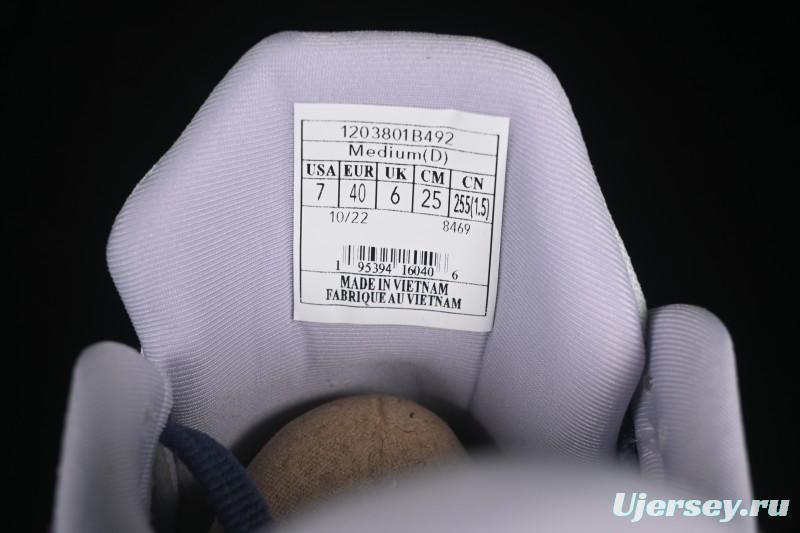 1203801B492
Medium(D)
USA EUR UK CM CN
7 40 6 25 255(1.5)
10/22 8469
1 95394 16040 6
MADE IN VIETNAM
FABRIQUE AU VIETNAM
Ujersey.ru